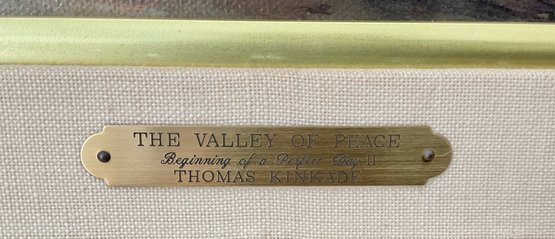 THE VALLEY OF PEACE
Beginning of a Perfect Day II
THOMAS KINKADE